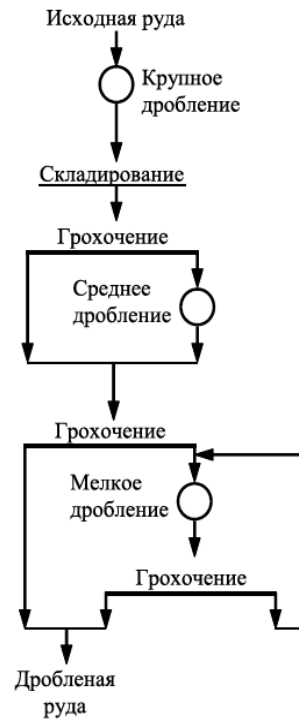 Исходная руда
Крупное
дробление
Складирование
Грохочение
Среднее
дробление
Грохочение
Мелкое
дробление
Грохочение
Дробленая
руда